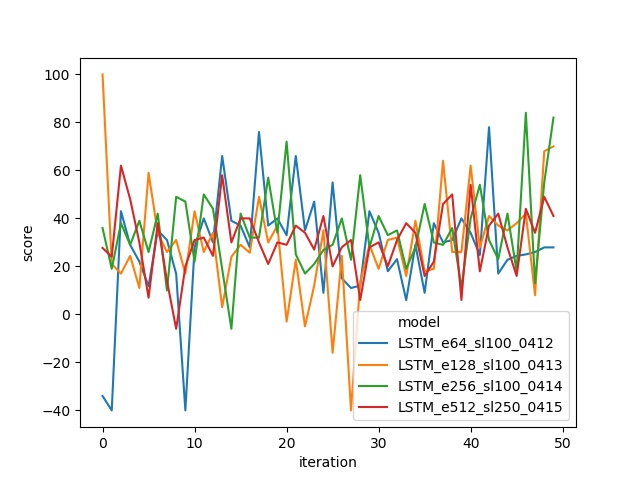 100
80
60
40
20
0
−20
−40
score
0
10
20
30
40
50
iteration
model
LSTM_e64_sl100_0412
LSTM_e128_sl100_0413
LSTM_e256_sl100_0414
LSTM_e512_sl250_0415